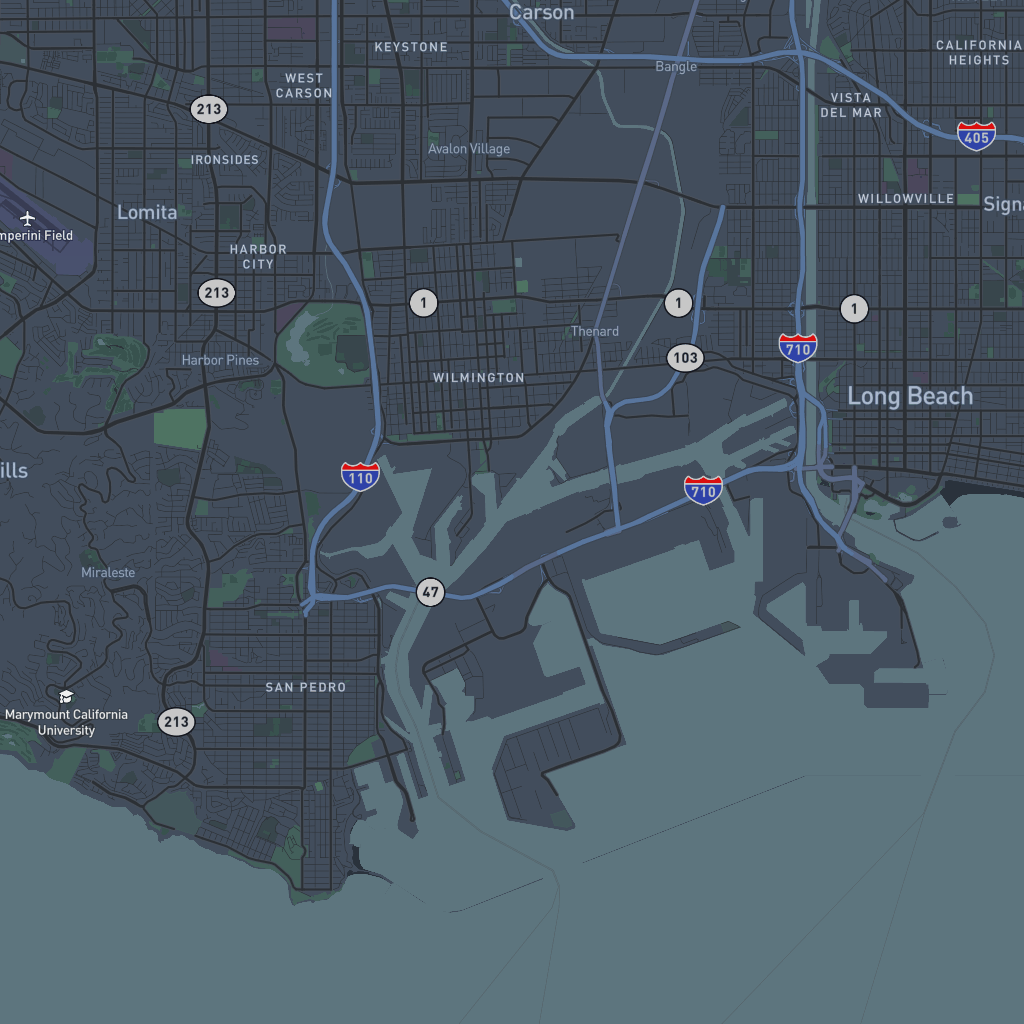 Carson
KEYSTONE
CALIFORNIA
HEIGHTS
Bangle
WEST
CARSON
213
VISTA
DEL MAR
405
Avalon Village
IRONSIDES
WILLOWVILLE
Signa
Lomita
mperini Field
HARBOR
CITY
213
1
1
1
Thenard
710
Harbor Pines
103
WILMINGTON
Long Beach
ills
110
710
Miraleste
47
SAN PEDRO
Marymount California
University
213